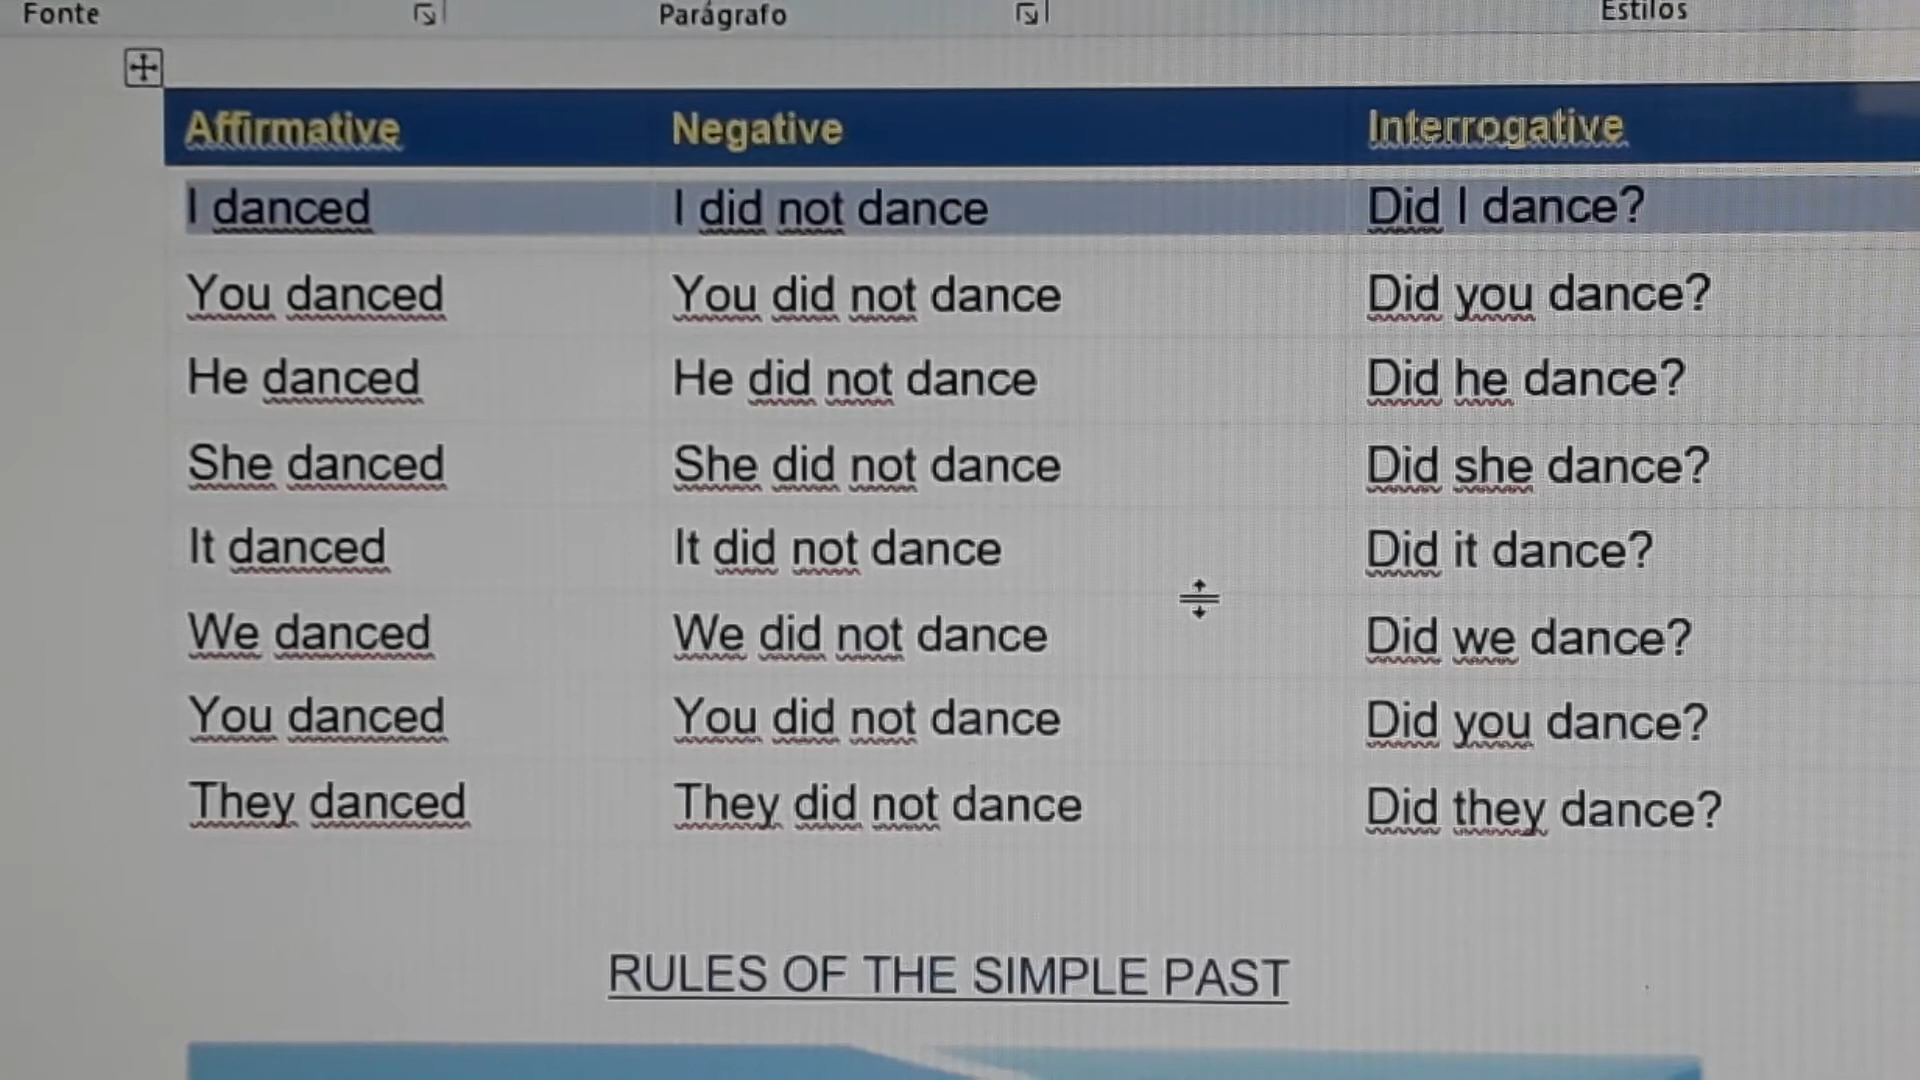 Fonte Parágrafo Estilos
Affirmative Negative Interrogative
I danced I did not dance Did I dance?
You danced You did not dance Did you dance?
He danced He did not dance Did he dance?
She danced She did not dance Did she dance?
It danced It did not dance Did it dance?
We danced We did not dance Did we dance?
You danced You did not dance Did you dance?
They danced They did not dance Did they dance?
RULES OF THE SIMPLE PAST